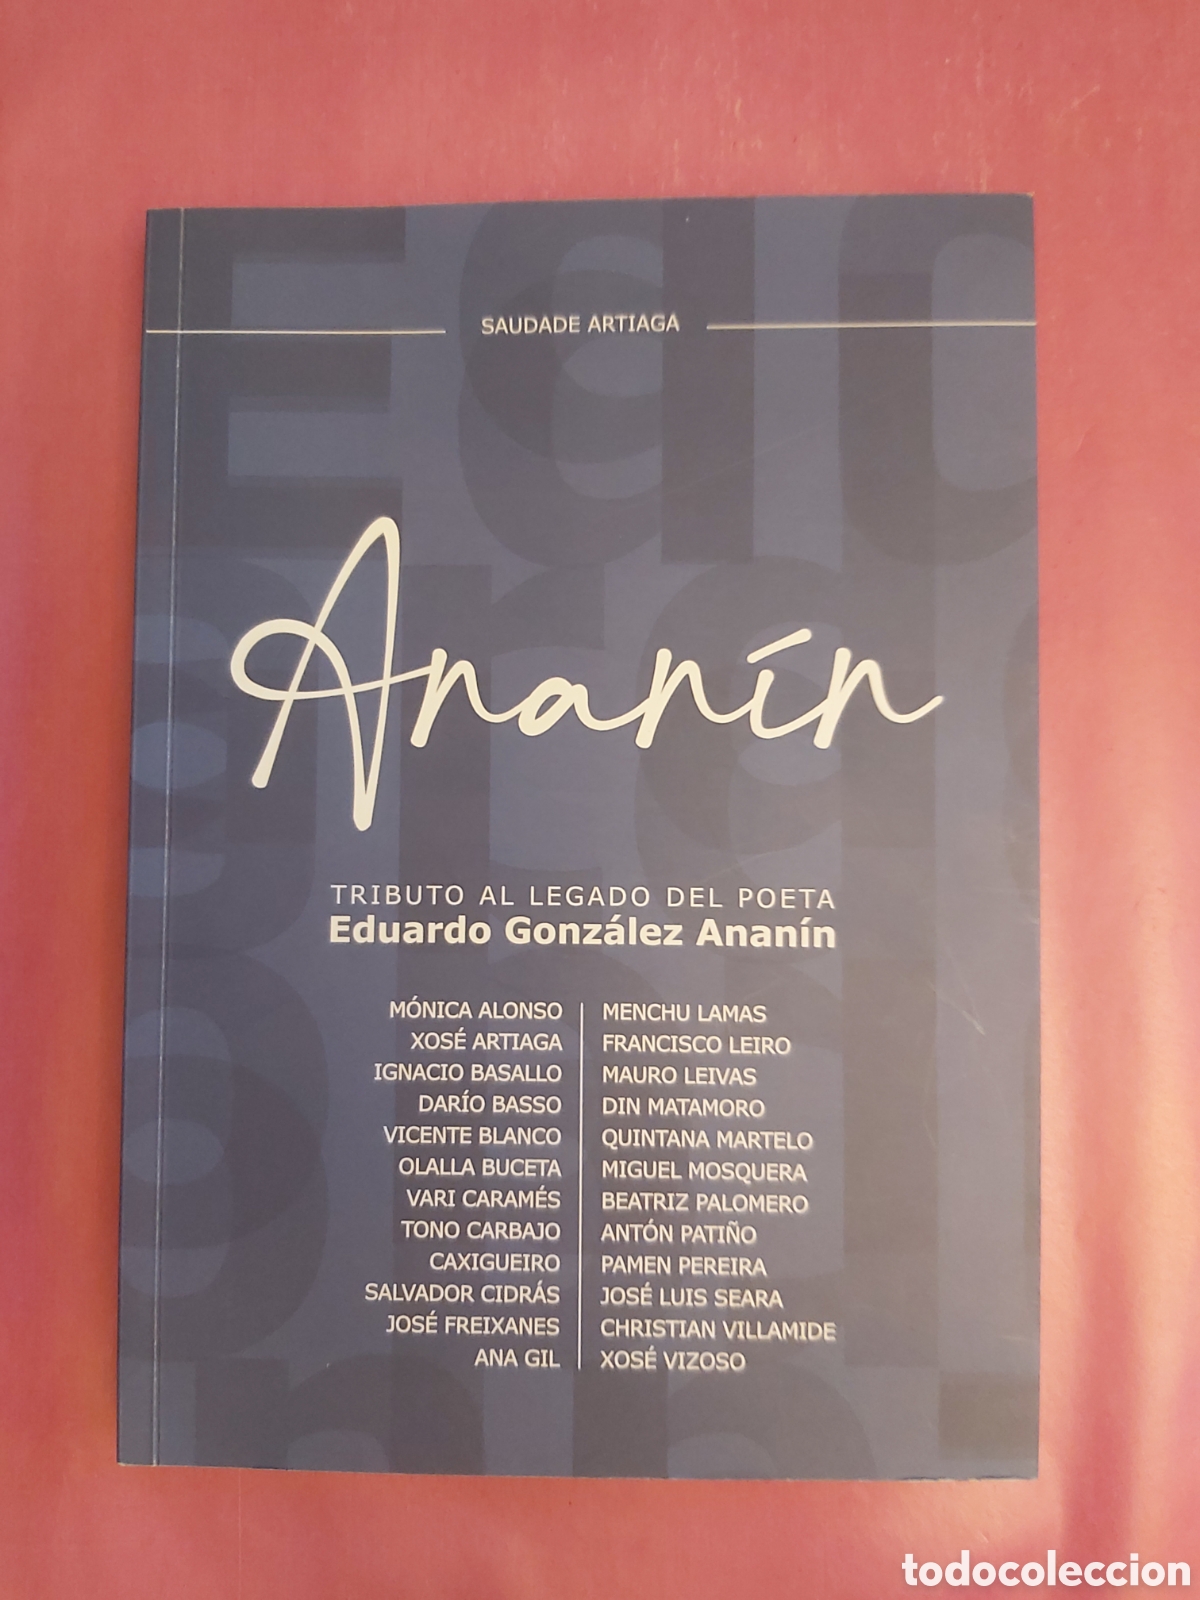 SAUDADE ARTIAGA
Ananín
TRIBUTO AL LEGADO DEL POETA
Eduardo González Ananín
MÓNICA ALONSO
XOSÉ ARTIAGA
IGNACIO BASALLO
DARÍO BASSO
VICENTE BLANCO
OLALLA BUCETA
VARI CARAMÉS
TONO CARBAJO
CAXIGUEIRO
SALVADOR CIDRÁS
JOSÉ FREIXANES
ANA GIL
MENCHU LAMAS
FRANCISCO LEIRO
MAURO LEIVAS
DIN MATAMORO
QUINTANA MARTELO
MIGUEL MOSQUERA
BEATRIZ PALOMERO
ANTÓN PATIÑO
PAMEN PEREIRA
JOSÉ LUIS SEARA
CHRISTIAN VILLAMIDE
XOSÉ VIZOSO
todocoleccion